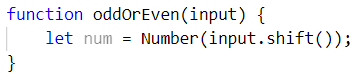 function oddOrEven(input) {
    let num = Number(input.shift());
}